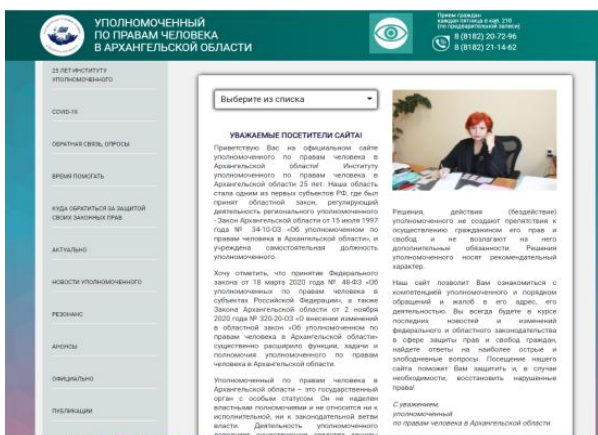 УПОЛНОМОЧЕННЫЙ
ПО ПРАВАМ ЧЕЛОВЕКА
В АРХАНГЕЛЬСКОЙ ОБЛАСТИ
Прием граждан
каждая пятница в каб. 210
(по предварительной записи)
8 (8182) 20-72-96
8 (8182) 21-14-62
25 ЛЕТ ИНСТИТУТУ
УПОЛНОМОЧЕННОГО
COVID-19
ОБРАТНАЯ СВЯЗЬ, ОПРОСЫ
ВРЕМЯ ПОМОГАТЬ
КУДА ОБРАТИТЬСЯ ЗА ЗАЩИТОЙ
СВОИХ ЗАКОННЫХ ПРАВ
АКТУАЛЬНО
НОВОСТИ УПОЛНОМОЧЕННОГО
РЕЗОНАНС
АНОНСЫ
ОФИЦИАЛЬНО
ПУБЛИКАЦИИ
Выберите из списка
УВАЖАЕМЫЕ ПОСЕТИТЕЛИ САЙТА!
Приветствую Вас на официальном сайте
уполномоченного по правам человека в
Архангельской области! Институту
уполномоченного по правам человека в
Архангельской области 25 лет. Наша область
стала одним из первых субъектов РФ, где был
принят областной закон, регулирующий
деятельность регионального уполномоченного
- Закон Архангельской области от 15 июля 1997
года № 34-10-ОЗ «Об уполномоченном по
правам человека в Архангельской области», и
учреждена самостоятельная должность
уполномоченного.
Хочу отметить, что принятие Федерального
закона от 18 марта 2020 года № 48-ФЗ «Об
уполномоченных по правам человека в
субъектах Российской Федерации», а также
Закона Архангельской области от 2 ноября
2020 года № 320-20-ОЗ «О внесении изменений
в областной закон «Об уполномоченном по
правам человека в Архангельской области»
существенно расширило функции, задачи и
полномочия уполномоченного по правам
человека в Архангельской области.
Уполномоченный по правам человека в
Архангельской области – это государственный
орган с особым статусом. Он не наделен
властными полномочиями и не относится ни к
исполнительной, ни к законодательной ветви
власти. Деятельность уполномоченного
дополняет существующие средства защиты
Решения, действия (бездействие)
уполномоченного не создают препятствия к
осуществлению гражданином его прав и
свобод и не возлагают на него
дополнительные обязанности. Решения
уполномоченного носят рекомендательный
характер.
Наш сайт позволит Вам ознакомиться с
компетенцией уполномоченного и порядком
обращений и жалоб в его адрес, его
деятельностью. Вы всегда будете в курсе
последних новостей и изменений
федерального и областного законодательства
в сфере защиты прав и свобод граждан,
найдете ответы на наиболее острые и
злободневные вопросы. Посещение нашего
сайта поможет Вам защитить и, в случае
необходимости, восстановить нарушенные
права!
С уважением,
уполномоченный
по правам человека в Архангельской области